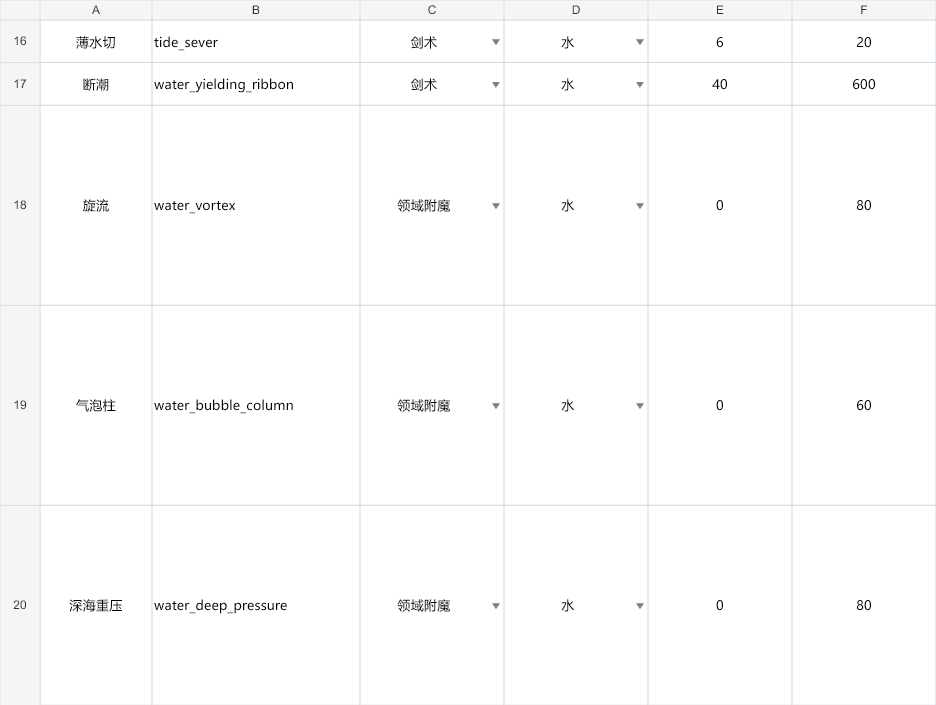 A B C D E F
16 薄水切 tide_sever 剑术 水 6 20
17 断潮 water_yielding_ribbon 剑术 水 40 600
18 旋流 water_vortex 领域附魔 水 0 80
19 气泡柱 water_bubble_column 领域附魔 水 0 60
20 深海重压 water_deep_pressure 领域附魔 水 0 80